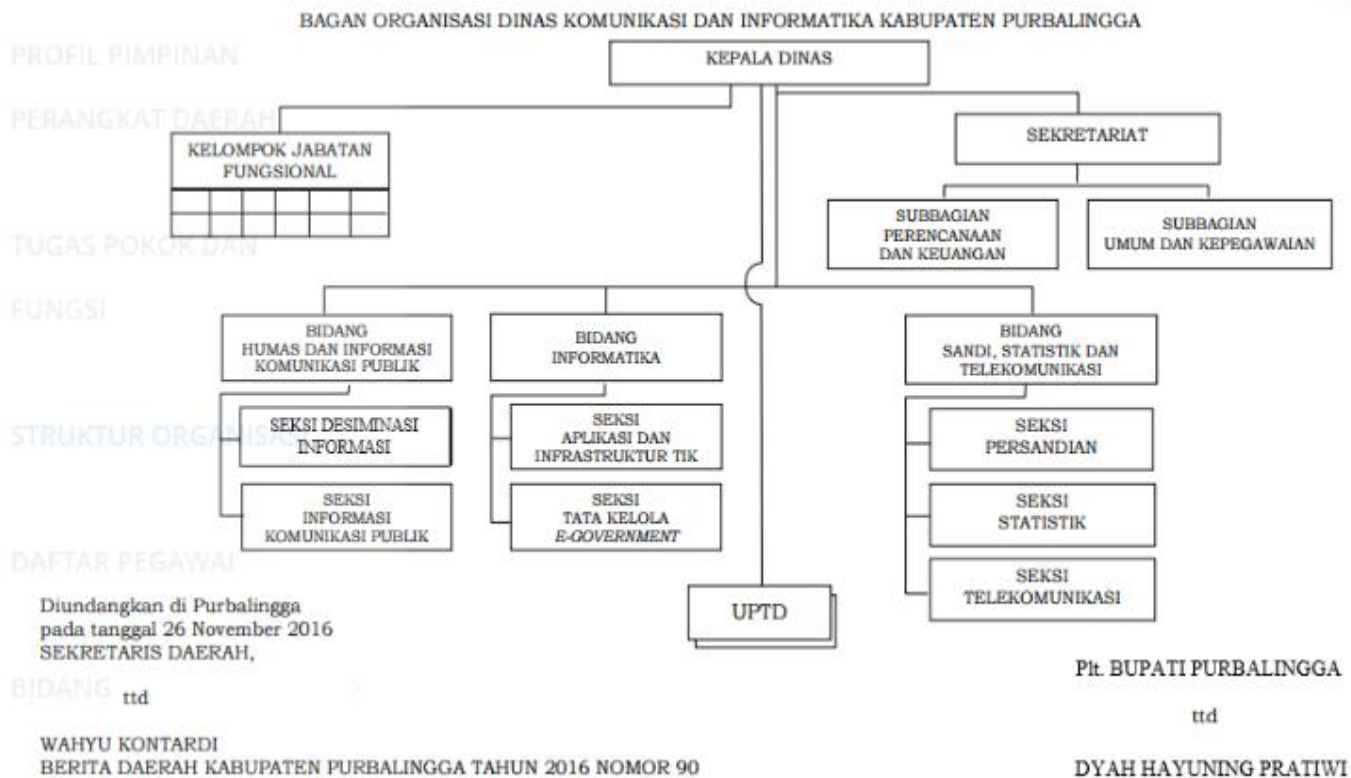 BAGAN ORGANISASI DINAS KOMUNIKASI DAN INFORMATIKA KABUPATEN PURBALINGGA
PROFIL PIMPINAN
KEPALA DINAS
PERANGKAT DAERAH
KELOMPOK JABATAN
FUNGSIONAL
SEKRETARIAT
SUBBAGIAN
PERENCANAAN
DAN KEUANGAN
SUBBAGIAN
UMUM DAN KEPEGAWAIAN
TUGAS POKOK DAN
FUNGSI
BIDANG
HUMAS DAN INFORMASI
KOMUNIKASI PUBLIK
BIDANG
INFORMATIKA
BIDANG
SANDI, STATISTIK DAN
TELEKOMUNIKASI
STRUKTUR ORGANISASI
SEKSI DESIMINASI
INFORMASI
SEKSI
INFORMASI
KOMUNIKASI PUBLIK
SEKSI
APLIKASI DAN
INFRASTRUKTUR TIK
SEKSI
TATA KELOLA
E-GOVERNMENT
SEKSI
PERSANDIAN
SEKSI
STATISTIK
SEKSI
TELEKOMUNIKASI
DAFTAR PEGAWAI
UPTD
Diundangkan di Purbalingga
pada tanggal 26 November 2016
SEKRETARIS DAERAH,
BIDANG
ttd
WAHYU KONTARDI
BERITA DAERAH KABUPATEN PURBALINGGA TAHUN 2016 NOMOR 90
Plt. BUPATI PURBALINGGA
ttd
DYAH HAYUNING PRATIWI